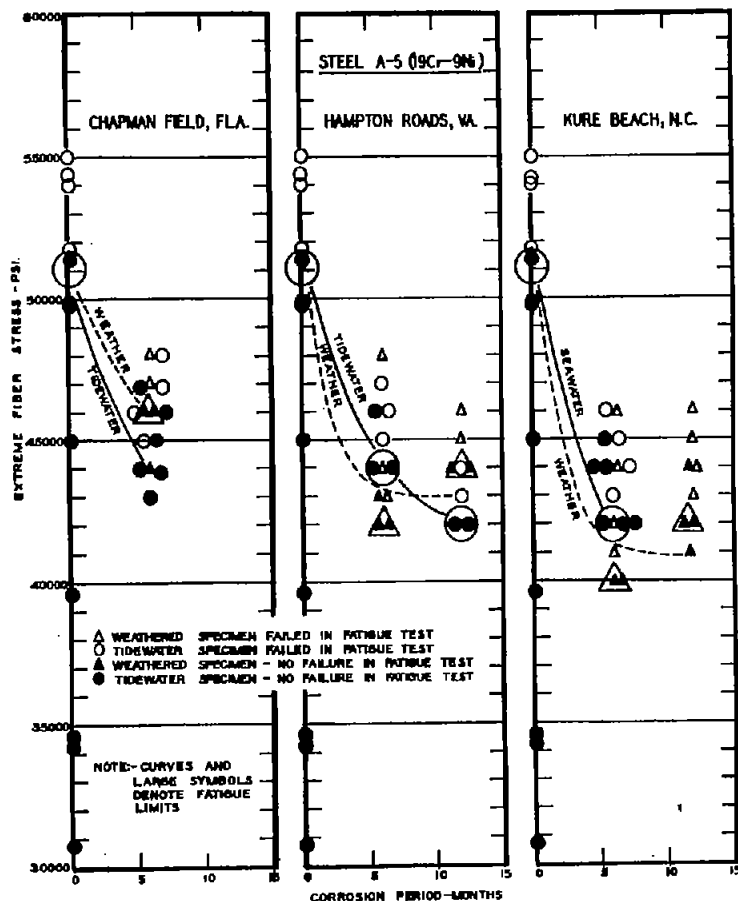 STEEL A-5 (19Cr-9Ni)
CHAPMAN FIELD, FLA.
HAMPTON ROADS, VA.
KURE BEACH, N.C.
EXTREME FIBER STRESS - PSI.
60000
55000
50000
45000
40000
35000
30000
WEATHER
TIDEWATER
TIDEWATER
WEATHER
SEAWATER
WEATHER
△ WEATHERED SPECIMEN FAILED IN FATIGUE TEST
○ TIDEWATER SPECIMEN FAILED IN FATIGUE TEST
▲ WEATHERED SPECIMEN - NO FAILURE IN FATIGUE TEST
● TIDEWATER SPECIMEN - NO FAILURE IN FATIGUE TEST
NOTE:-CURVES AND
LARGE SYMBOLS
DENOTE FATIGUE
LIMITS
0 5 10 15
0 5 10 15
0 5 10 15
CORROSION PERIOD-MONTHS